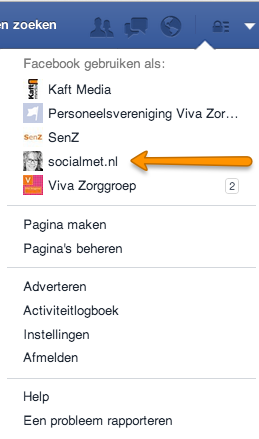 en zoeken
Facebook gebruiken als:
Kaft Media
Personeelsvereniging Viva Zor...
SenZ
socialmet.nl
Viva Zorggroep 2
Pagina maken
Pagina's beheren
Adverteren
Activiteitlogboek
Instellingen
Afmelden
Help
Een probleem rapporteren